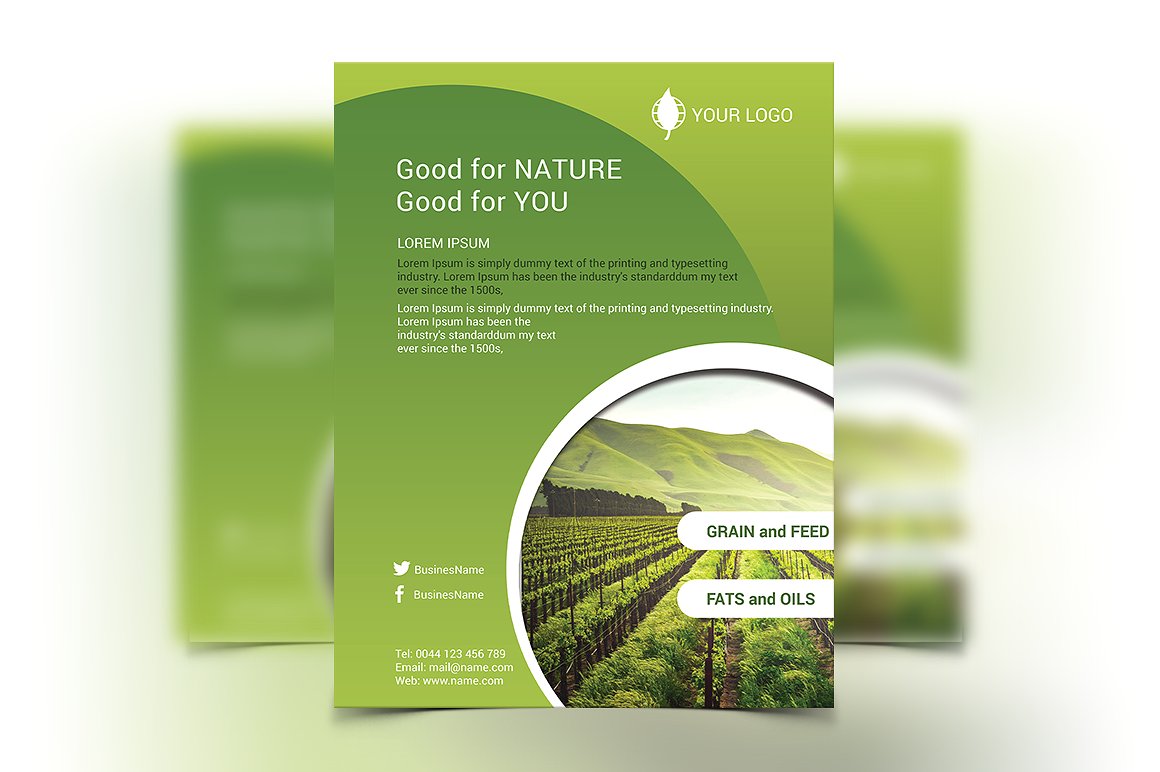 YOUR LOGO
Good for NATURE
Good for YOU
LOREM IPSUM
Lorem Ipsum is simply dummy text of the printing and typesetting
industry. Lorem Ipsum has been the industry's standarddum my text
ever since the 1500s,
Lorem Ipsum is simply dummy text of the printing and typesetting industry.
Lorem Ipsum has been the
industry's standarddum my text
ever since the 1500s,
GRAIN and FEED
FATS and OILS
BusinesName
BusinesName
Tel: 0044 123 456 789
Email: mail@name.com
Web: www.name.com